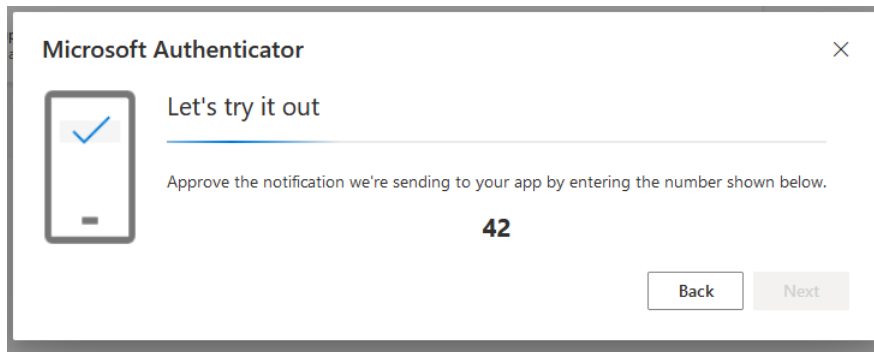 Microsoft Authenticator
Let's try it out
Approve the notification we're sending to your app by entering the number shown below.
42
Back
Next